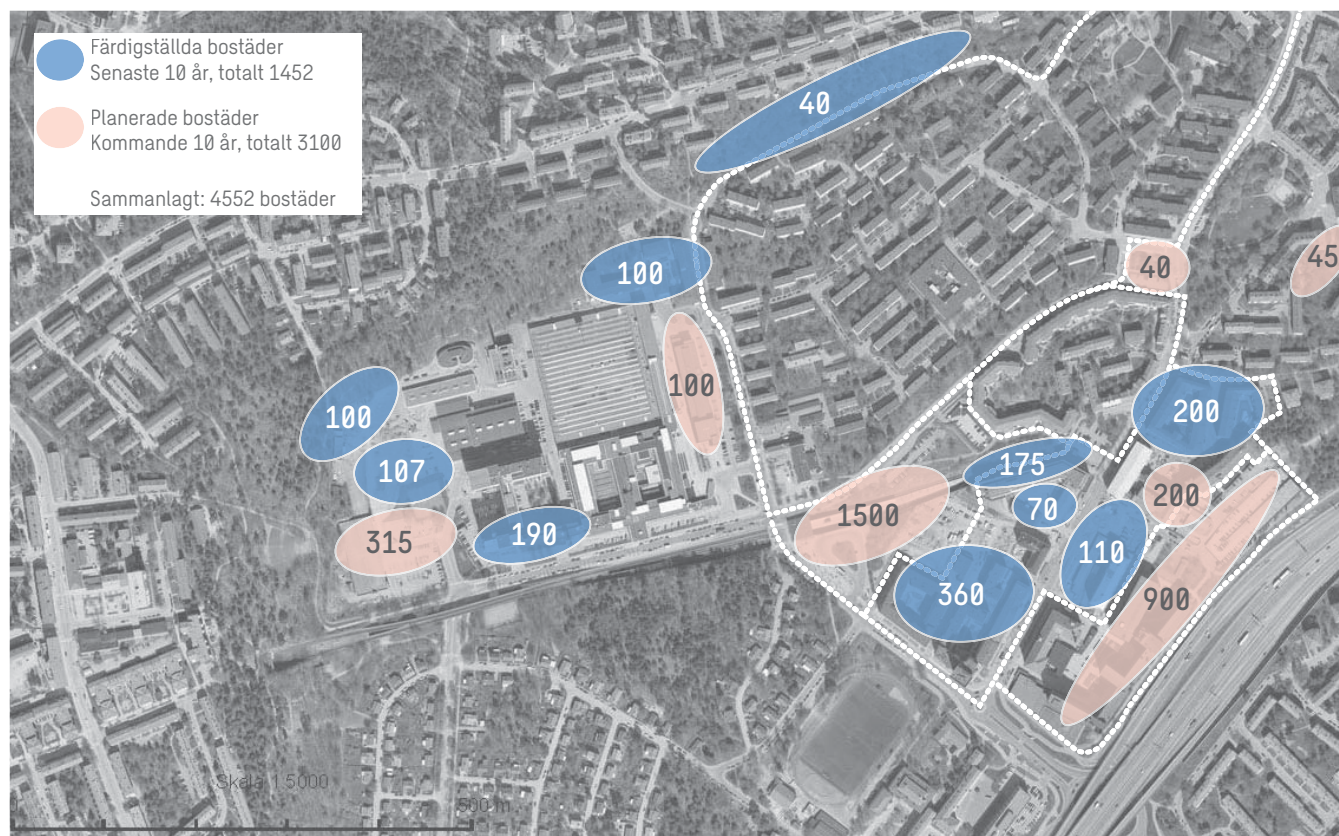 Färdigställda bostäder
Senaste 10 år, totalt 1452
Planerade bostäder
Kommande 10 år, totalt 3100
Sammanlagt: 4552 bostäder
40
100
40
45
100
100
200
107
175
200
70
1500
315
190
110
360
900
Skala 1:5000
500 m